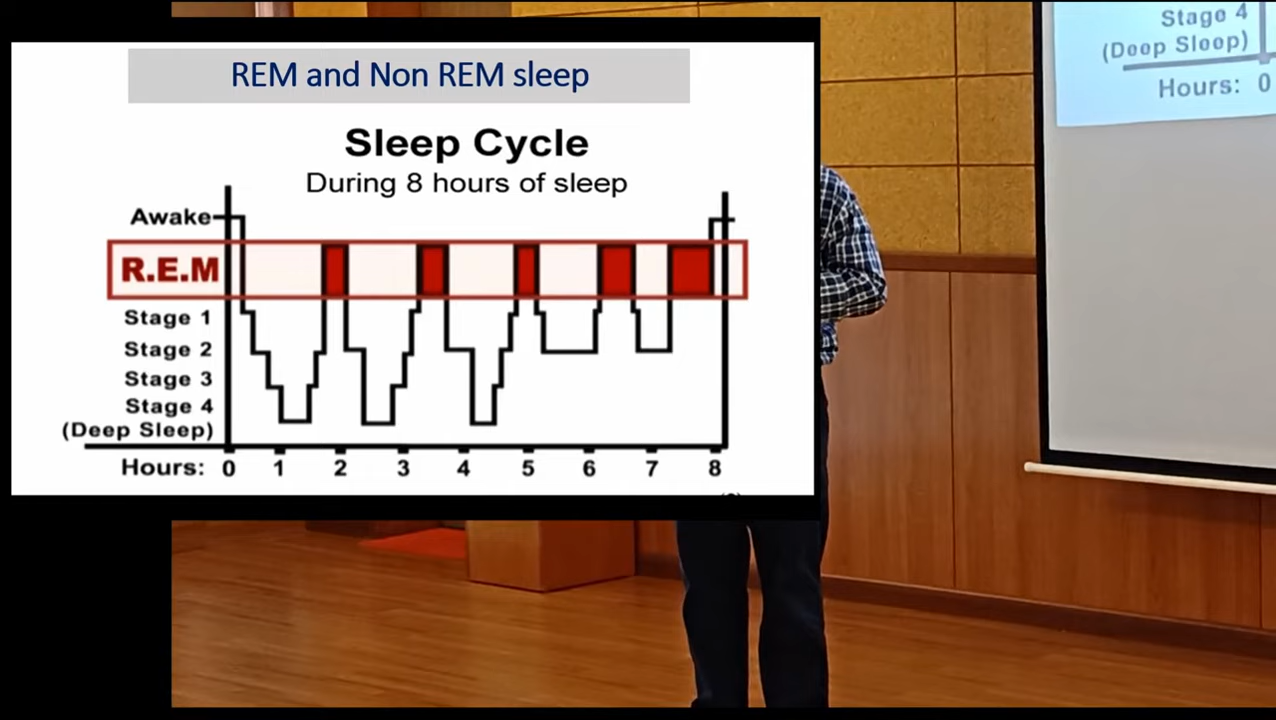 REM and Non REM sleep
Sleep Cycle
During 8 hours of sleep
Awake
R.E.M
Stage 1
Stage 2
Stage 3
Stage 4
(Deep Sleep)
Hours: 0 1 2 3 4 5 6 7 8
Stage 4
(Deep Sleep)
Hours: 0